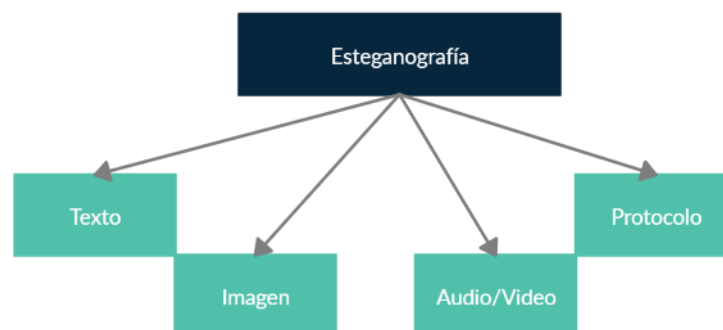 Esteganografía
Texto
Protocolo
Imagen
Audio/Video